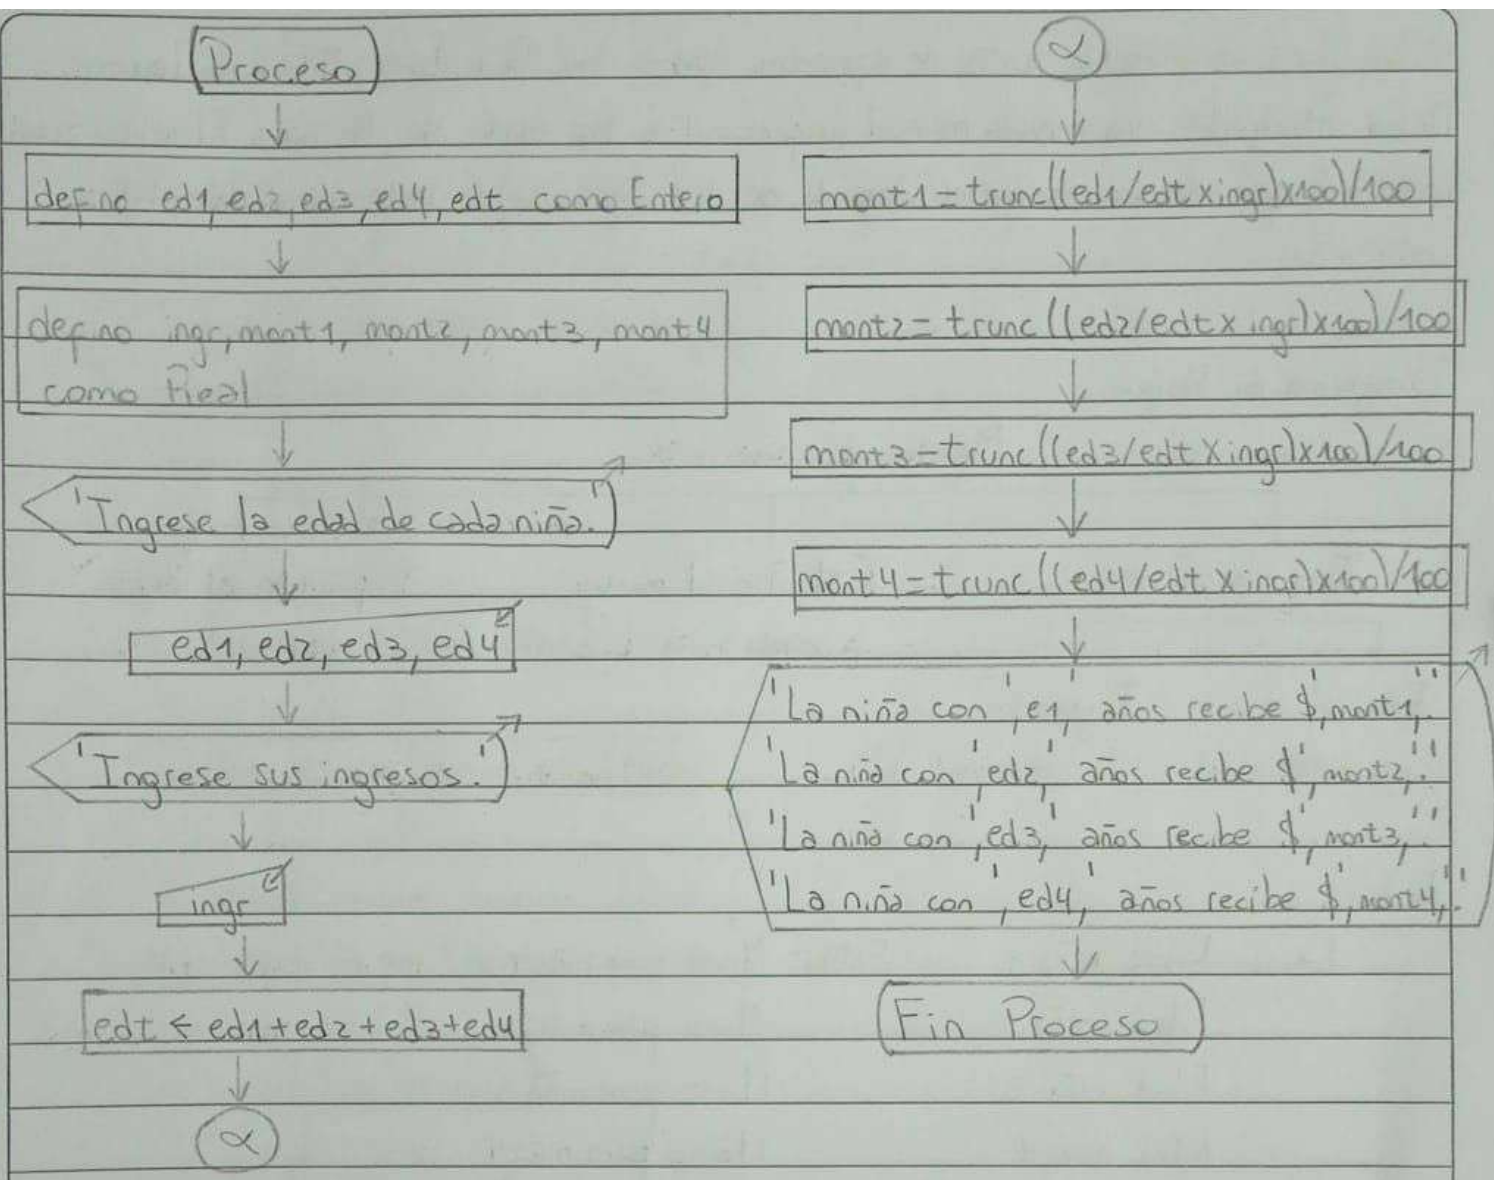 Proceso
defino ed1, ed2, ed3, ed4, edt como Entero
defino ingr, mont1, mont2, mont3, mont4
como Real
'Ingrese la edad de cada niña.'
ed1, ed2, ed3, ed4
'Ingrese sus ingresos.'
ingr
edt ← ed1+ed2+ed3+ed4
α
α
mont1=trunc((ed1/edt x ingr)x100)/100
mont2=trunc((ed2/edt x ingr)x100)/100
mont3=trunc((ed3/edt x ingr)x100)/100
mont4=trunc((ed4/edt x ingr)x100)/100
'La niña con', e1, 'años recibe $', mont1, '.'
'La niña con', ed2, 'años recibe $', mont2, '.'
'La niña con', ed3, 'años recibe $', mont3, '.'
'La niña con', ed4, 'años recibe $', mont4, '.'
Fin Proceso